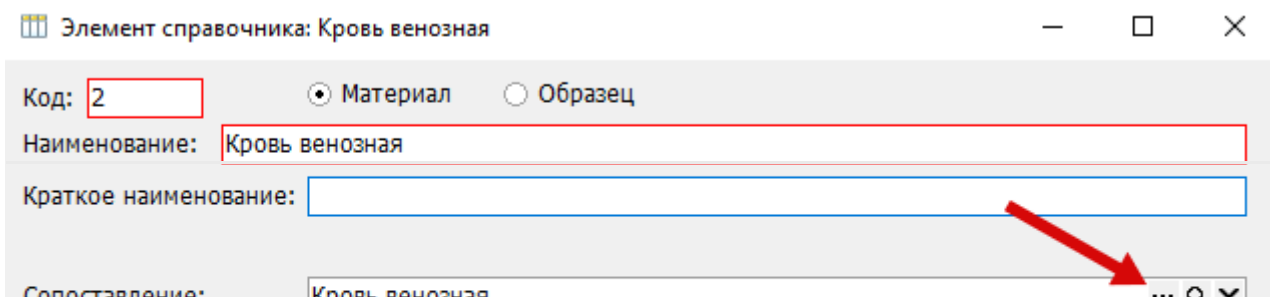 Элемент справочника: Кровь венозная
Код: 2 Материал Образец
Наименование: Кровь венозная
Краткое наименование:
Сопоставление: Кровь венозная ...